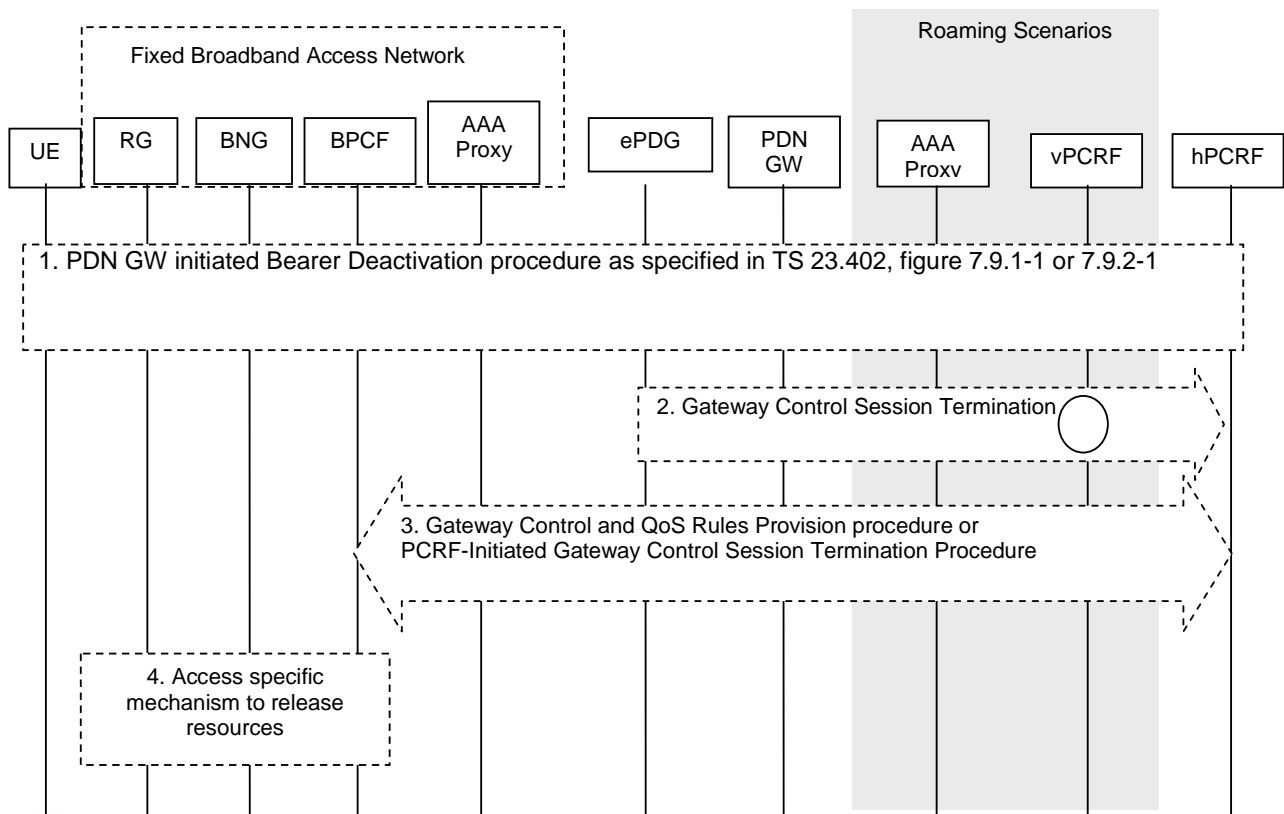 Roaming Scenarios
Fixed Broadband Access Network
UE
RG
BNG
BPCF
AAA
Proxy
ePDG
PDN
GW
AAA
Proxv
vPCRF
hPCRF
1. PDN GW initiated Bearer Deactivation procedure as specified in TS 23.402, figure 7.9.1-1 or 7.9.2-1
2. Gateway Control Session Termination
3. Gateway Control and QoS Rules Provision procedure or
PCRF-Initiated Gateway Control Session Termination Procedure
4. Access specific
mechanism to release
resources